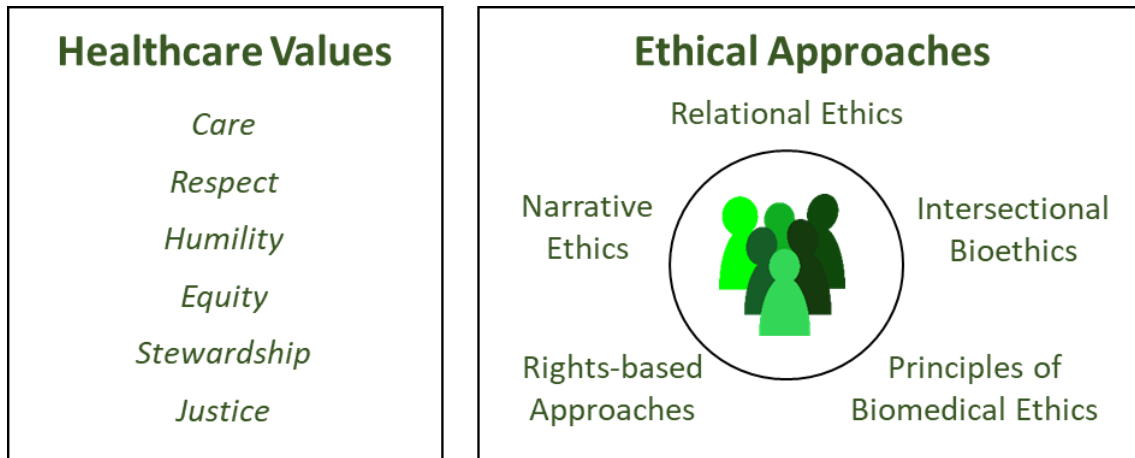 Healthcare Values
Care
Respect
Humility
Equity
Stewardship
Justice
Ethical Approaches
Relational Ethics
Narrative
Ethics
Intersectional
Bioethics
Rights-based
Approaches
Principles of
Biomedical Ethics